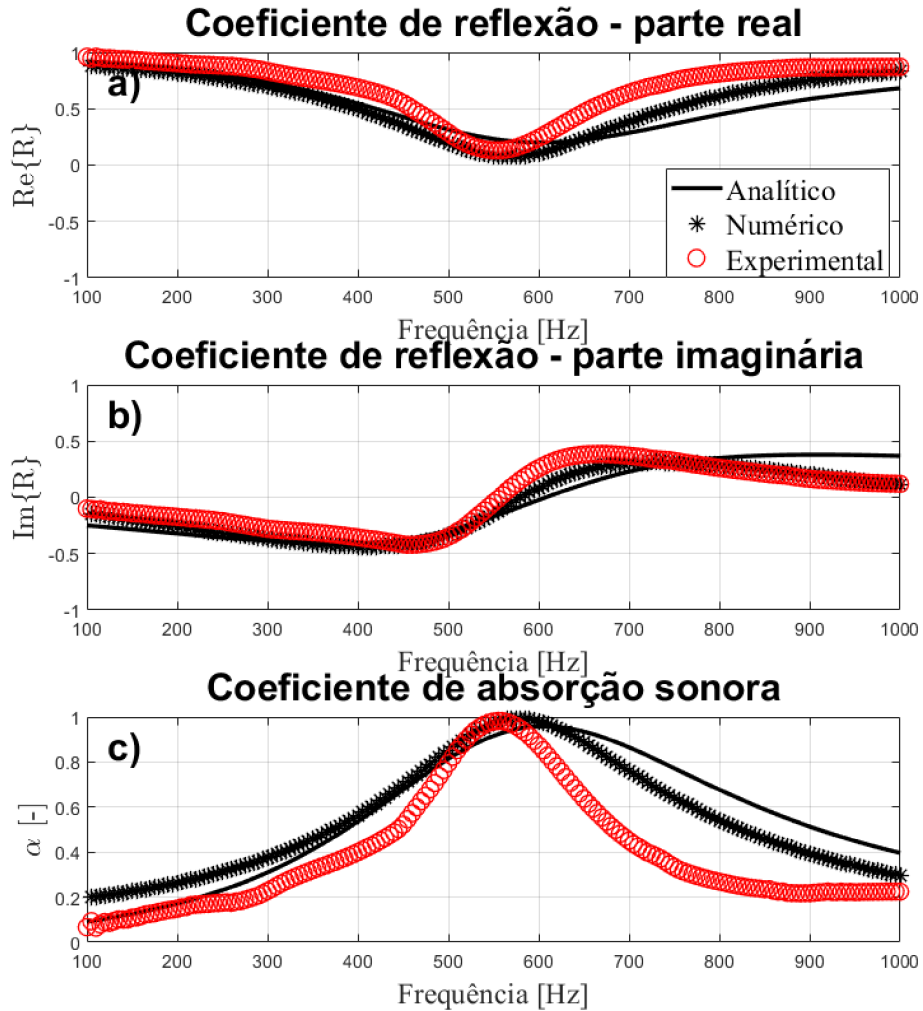 Coeficiente de reflexão - parte real
a)
Re{R}
1
0.5
0
-0.5
-1
Analítico
Numérico
Experimental
100 200 300 400 500 600 700 800 900 1000
Frequência [Hz]
Coeficiente de reflexão - parte imaginária
b)
Im{R}
1
0.5
0
-0.5
-1
100 200 300 400 500 600 700 800 900 1000
Frequência [Hz]
Coeficiente de absorção sonora
c)
α [-]
1
0.8
0.6
0.4
0.2
0
100 200 300 400 500 600 700 800 900 1000
Frequência [Hz]